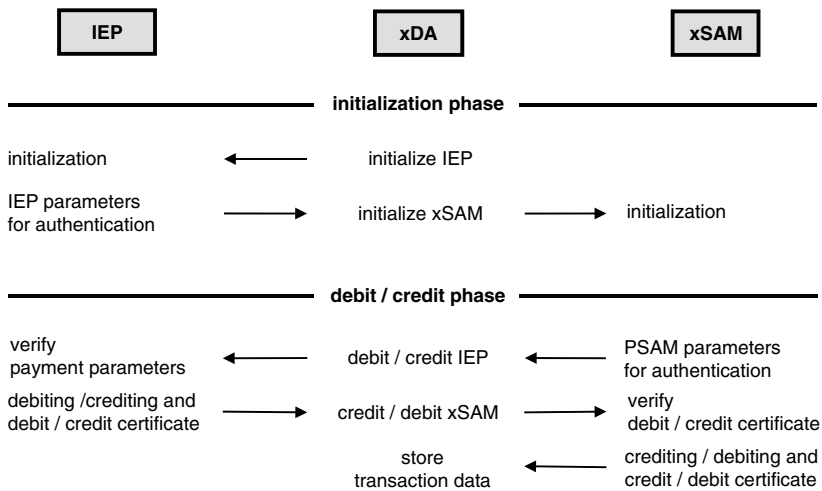 IEP
xDA
xSAM
initialization phase
initialization
initialize IEP
IEP parameters
for authentication
initialize xSAM
initialization
debit / credit phase
verify
payment parameters
debit / credit IEP
PSAM parameters
for authentication
debiting /crediting and
debit / credit certificate
credit / debit xSAM
verify
debit / credit certificate
store
transaction data
crediting / debiting and
credit / debit certificate